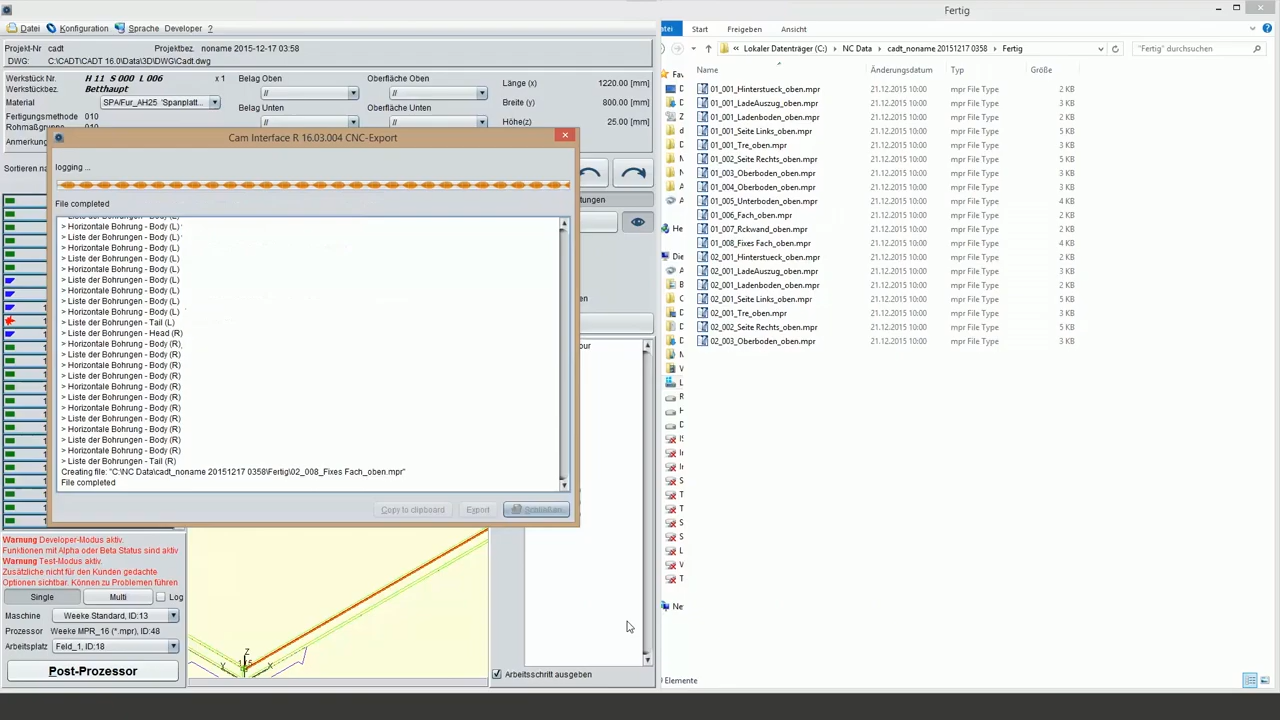 Datei Konfiguration Sprache Developer ?
Projekt-Nr cadt Projektbez. noname 2015-12-17 03:58
DWG: C:\CADT\CADT 16.0\Data\3D\DWG\Cadt.dwg
Werkstück Nr. H 11 S 000 L 006 x 1 Belag Oben Oberfläche Oben Länge (x) 1220.00 [mm]
Werkstückbez. Betthaupt // //
Material SPA/Fur_AH25 'Spanplatt... Breite (y) 800.00 [mm]
Fertigungsmethode 010 Belag Unten Oberfläche Unten
Rohmaßgruppe // // Höhe(z) 25.00 [mm]
Anmerkung
Cam Interface R 16.03.004 CNC-Export
Sortieren na
logging ...
File completed
> Liste der Bohrungen - Body (L)
> Horizontale Bohrung - Body (L)
> Liste der Bohrungen - Body (L)
> Horizontale Bohrung - Body (L)
> Liste der Bohrungen - Body (L)
> Horizontale Bohrung - Body (L)
> Liste der Bohrungen - Body (L)
> Horizontale Bohrung - Body (L)
> Liste der Bohrungen - Body (L)
> Horizontale Bohrung - Body (L)
> Liste der Bohrungen - Tail (L)
> Liste der Bohrungen - Head (R)
> Horizontale Bohrung - Body (R)
> Liste der Bohrungen - Body (R)
> Horizontale Bohrung - Body (R)
> Liste der Bohrungen - Body (R)
> Horizontale Bohrung - Body (R)
> Liste der Bohrungen - Body (R)
> Horizontale Bohrung - Body (R)
> Liste der Bohrungen - Body (R)
> Horizontale Bohrung - Body (R)
> Liste der Bohrungen - Body (R)
> Horizontale Bohrung - Body (R)
> Liste der Bohrungen - Tail (R)
Creating file: "C:\NC Data\cadt_noname 20151217 0358\Fertig\02_008_Fixes Fach_oben.mpr"
File completed
Copy to clipboard Export Schließen
Warnung Developer-Modus aktiv.
Funktionen mit Alpha oder Beta Status sind aktiv
Warnung Test-Modus aktiv.
Zusätzliche nicht für den Kunden gedachte
Optionen sichtbar. Können zu Problemen führen
Single Multi Log
Maschine Weeke Standard, ID:13
Prozessor Weeke MPR_16 (*.mpr), ID:48
Arbeitsplatz Feld_1, ID:18
Post-Prozessor
Z
Y X
Arbeitsschritt ausgeben
Fertig
atei Start Freigeben Ansicht
« Lokaler Datenträger (C:) NC Data cadt_noname 20151217 0358 Fertig "Fertig" durchsuchen
Name Änderungsdatum Typ Größe
01_001_Hinterstueck_oben.mpr 21.12.2015 10:00 mpr File Type 2 KB
01_001_LadeAuszug_oben.mpr 21.12.2015 10:00 mpr File Type 3 KB
01_001_Ladenboden_oben.mpr 21.12.2015 10:00 mpr File Type 2 KB
01_001_Seite Links_oben.mpr 21.12.2015 10:00 mpr File Type 5 KB
01_001_Tre_oben.mpr 21.12.2015 10:00 mpr File Type 3 KB
01_002_Seite Rechts_oben.mpr 21.12.2015 10:00 mpr File Type 5 KB
01_003_Oberboden_oben.mpr 21.12.2015 10:00 mpr File Type 3 KB
01_004_Oberboden_oben.mpr 21.12.2015 10:00 mpr File Type 3 KB
01_005_Unterboden_oben.mpr 21.12.2015 10:00 mpr File Type 4 KB
01_006_Fach_oben.mpr 21.12.2015 10:00 mpr File Type 2 KB
01_007_Rckwand_oben.mpr 21.12.2015 10:00 mpr File Type 2 KB
01_008_Fixes Fach_oben.mpr 21.12.2015 10:00 mpr File Type 4 KB
02_001_Hinterstueck_oben.mpr 21.12.2015 10:00 mpr File Type 2 KB
02_001_LadeAuszug_oben.mpr 21.12.2015 10:00 mpr File Type 3 KB
02_001_Ladenboden_oben.mpr 21.12.2015 10:00 mpr File Type 2 KB
02_001_Seite Links_oben.mpr 21.12.2015 10:00 mpr File Type 5 KB
02_001_Tre_oben.mpr 21.12.2015 10:00 mpr File Type 3 KB
02_002_Seite Rechts_oben.mpr 21.12.2015 10:00 mpr File Type 5 KB
02_003_Oberboden_oben.mpr 21.12.2015 10:00 mpr File Type 3 KB
Elemente